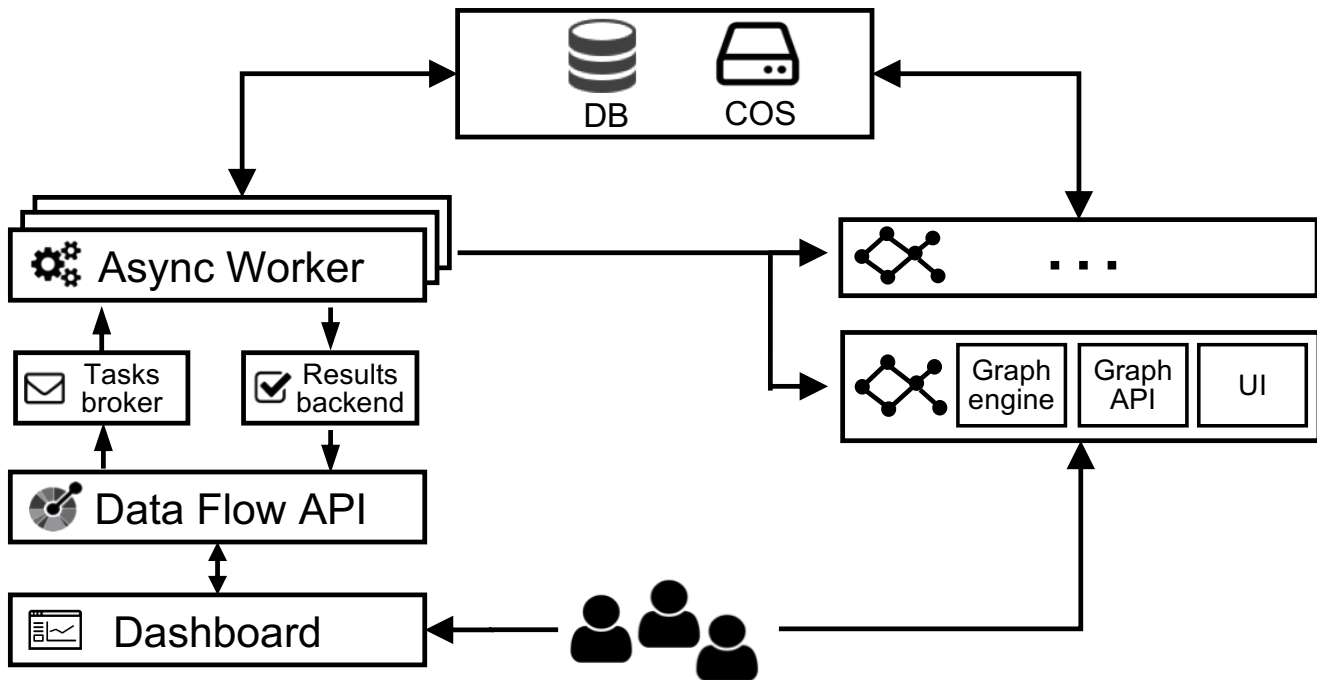 DB
COS
Async Worker
. . .
Tasks
broker
Results
backend
Graph
engine
Graph
API
UI
Data Flow API
Dashboard